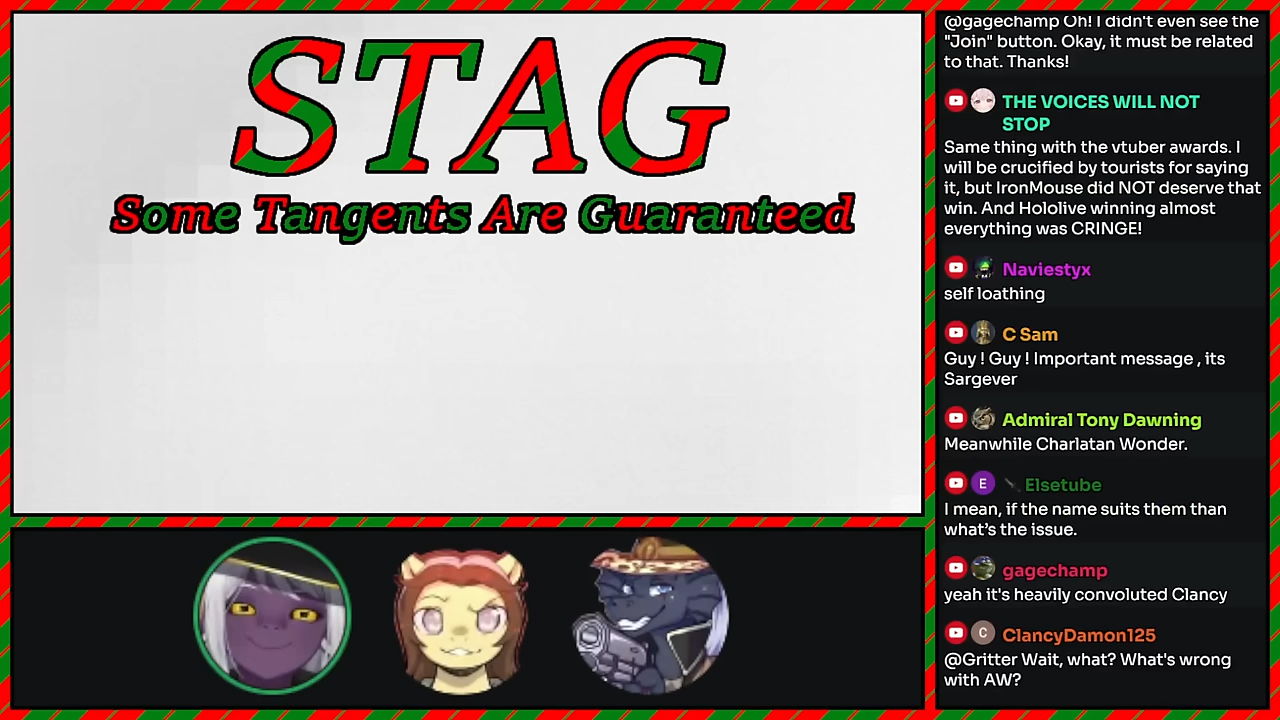 STAG
Some Tangents Are Guaranteed
@gagechamp Oh! I didn't even see the
"Join" button. Okay, it must be related
to that. Thanks!
THE VOICES WILL NOT
STOP
Same thing with the vtuber awards. I
will be crucified by tourists for saying
it, but IronMouse did NOT deserve that
win. And Hololive winning almost
everything was CRINGE!
Naviestyx
self loathing
C Sam
Guy ! Guy ! Important message , its
Sargever
Admiral Tony Dawning
Meanwhile Charlatan Wonder.
E
Elsetube
I mean, if the name suits them than
what’s the issue.
gagechamp
yeah it's heavily convoluted Clancy
C
ClancyDamon125
@Gritter Wait, what? What's wrong
with AW?